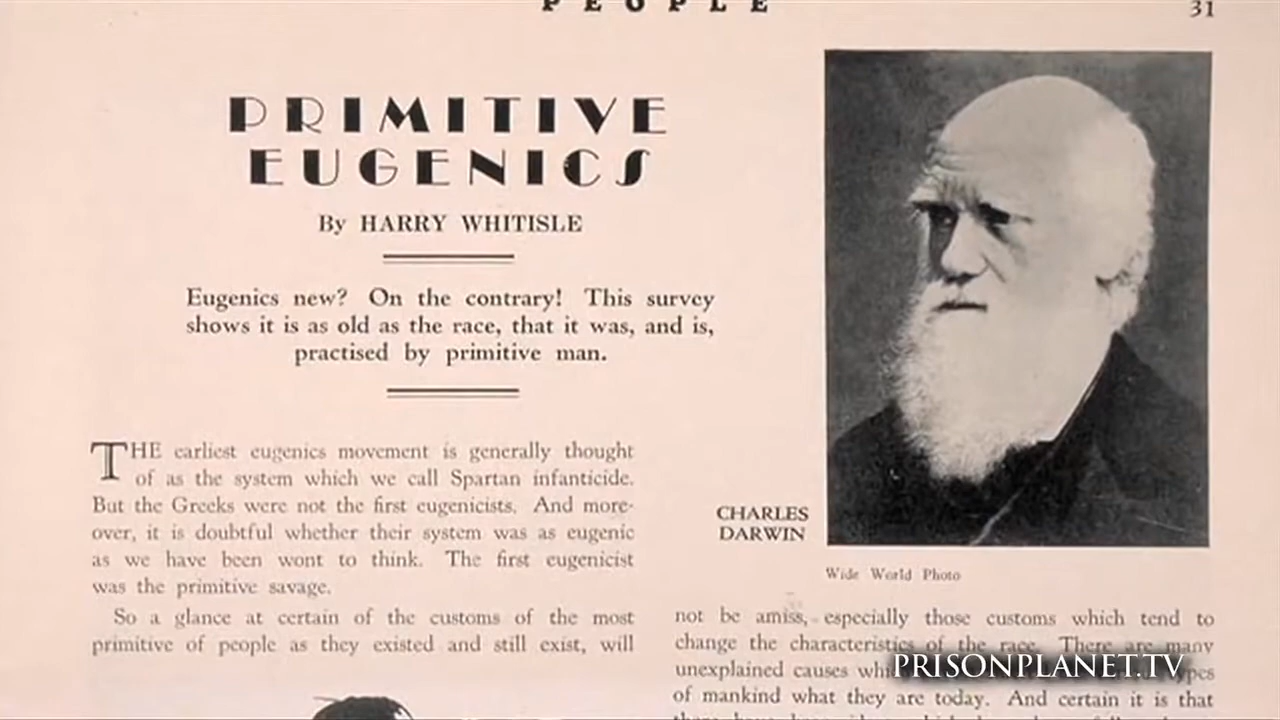 PEOPLE
31
PRIMITIVE
EUGENICS
By HARRY WHITISLE
Eugenics new? On the contrary! This survey
shows it is as old as the race, that it was, and is,
practised by primitive man.
THE earliest eugenics movement is generally thought
of as the system which we call Spartan infanticide.
But the Greeks were not the first eugenicists. And more-
over, it is doubtful whether their system was as eugenic
as we have been wont to think. The first eugenicist
was the primitive savage.
So a glance at certain of the customs of the most
primitive of people as they existed and still exist, will
CHARLES
DARWIN
Wide World Photo
not be amiss, especially those customs which tend to
change the characteristics of the race. There are many
unexplained causes
of mankind what they are today. And certain it is that
PRISONPLANET.TV